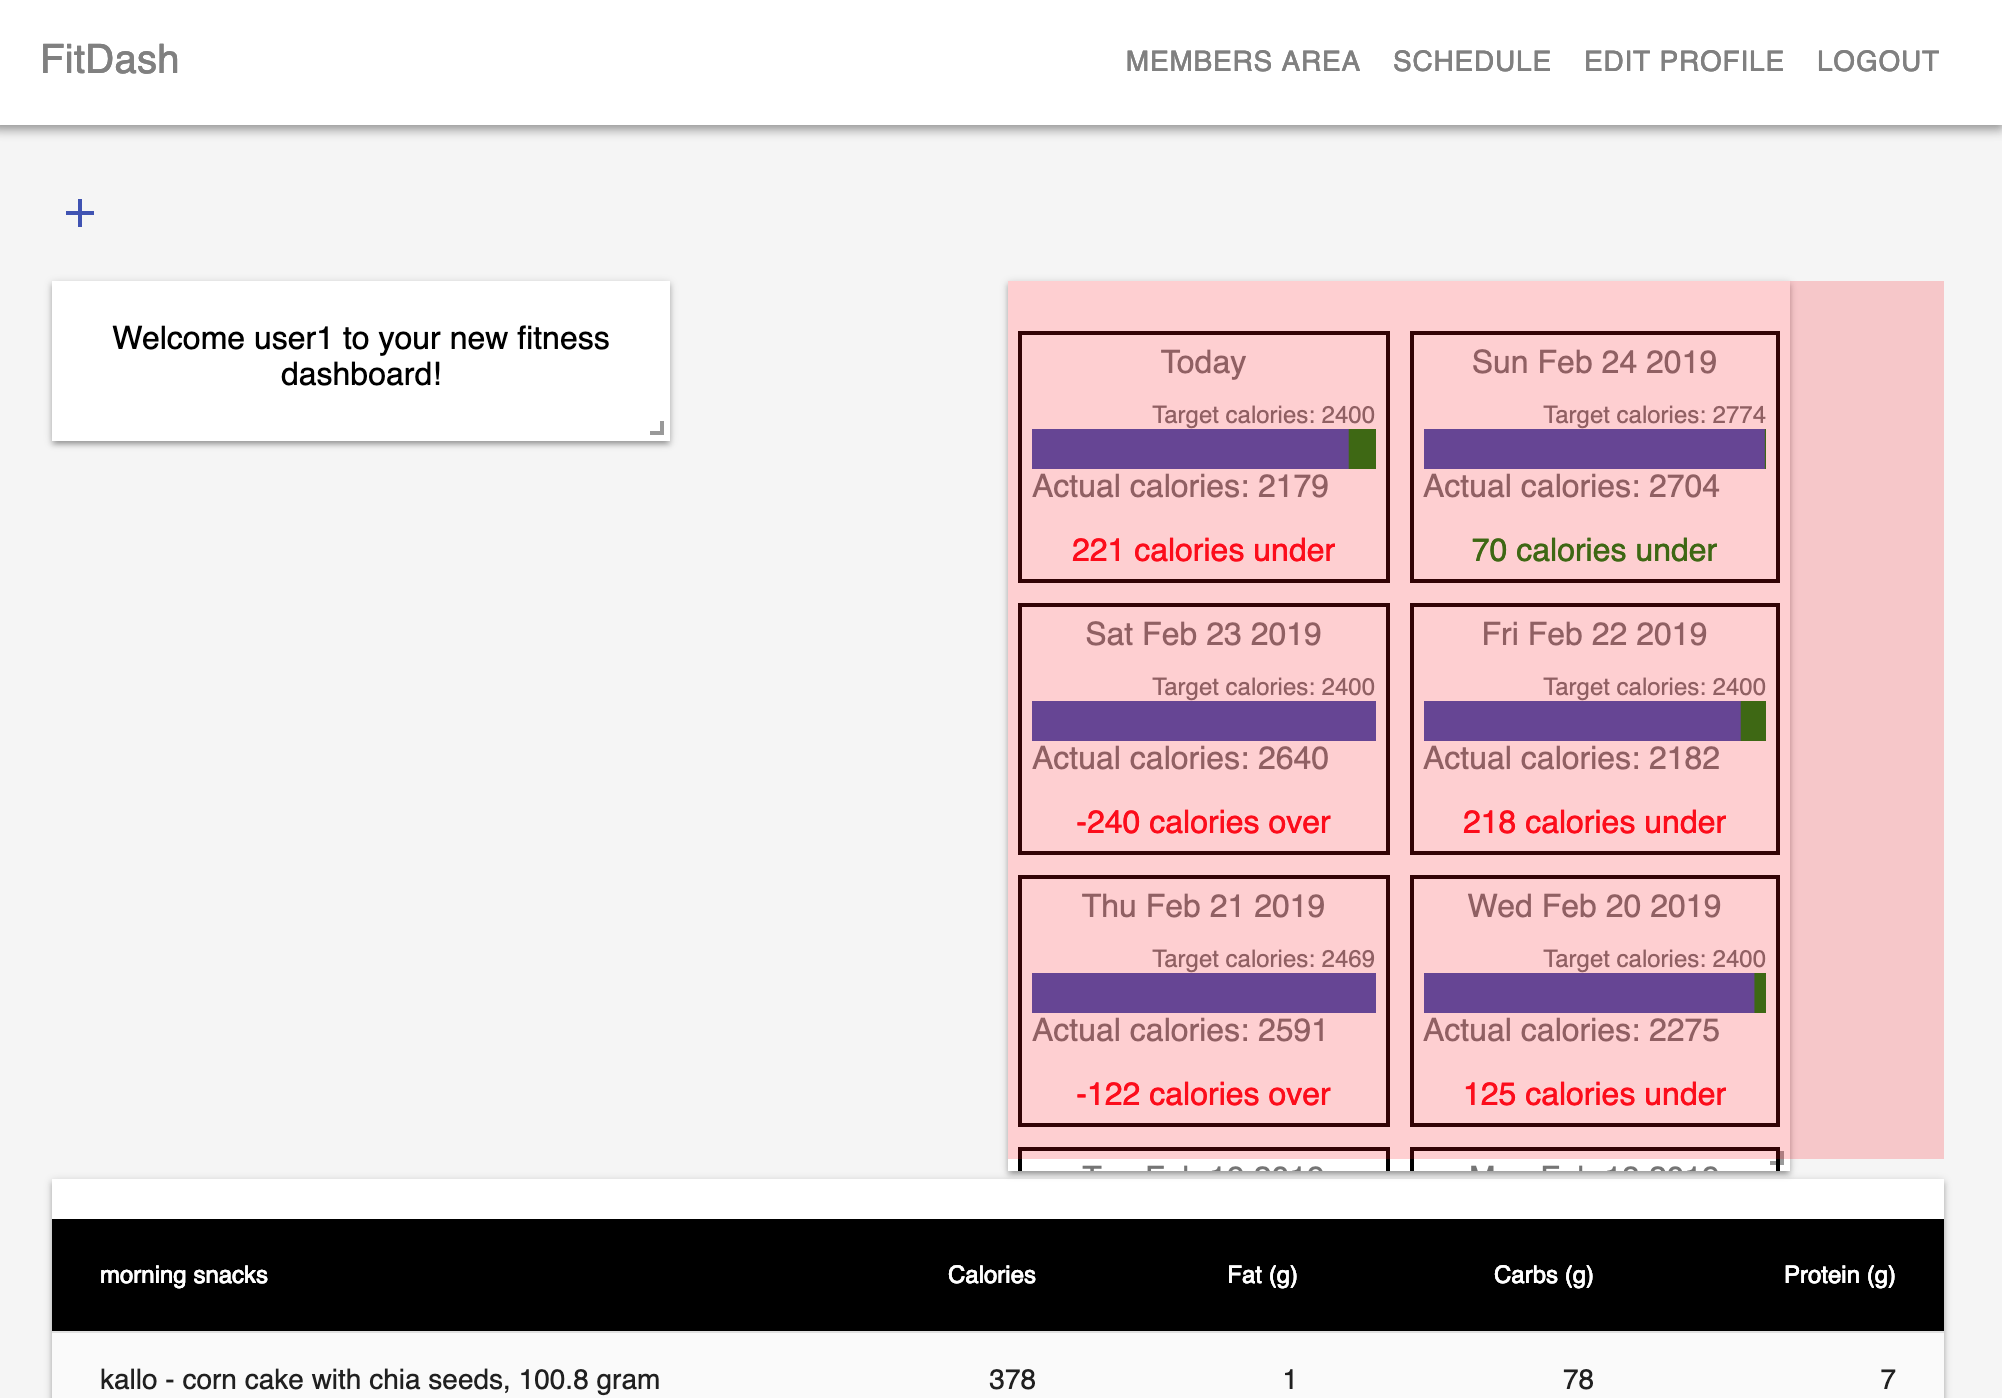 FitDash
MEMBERS AREA SCHEDULE EDIT PROFILE LOGOUT
+
Welcome user1 to your new fitness
dashboard!
Today
Target calories: 2400
Actual calories: 2179
221 calories under
Sun Feb 24 2019
Target calories: 2774
Actual calories: 2704
70 calories under
Sat Feb 23 2019
Target calories: 2400
Actual calories: 2640
-240 calories over
Fri Feb 22 2019
Target calories: 2400
Actual calories: 2182
218 calories under
Thu Feb 21 2019
Target calories: 2469
Actual calories: 2591
-122 calories over
Wed Feb 20 2019
Target calories: 2400
Actual calories: 2275
125 calories under
morning snacks Calories Fat (g) Carbs (g) Protein (g)
kallo - corn cake with chia seeds, 100.8 gram 378 1 78 7